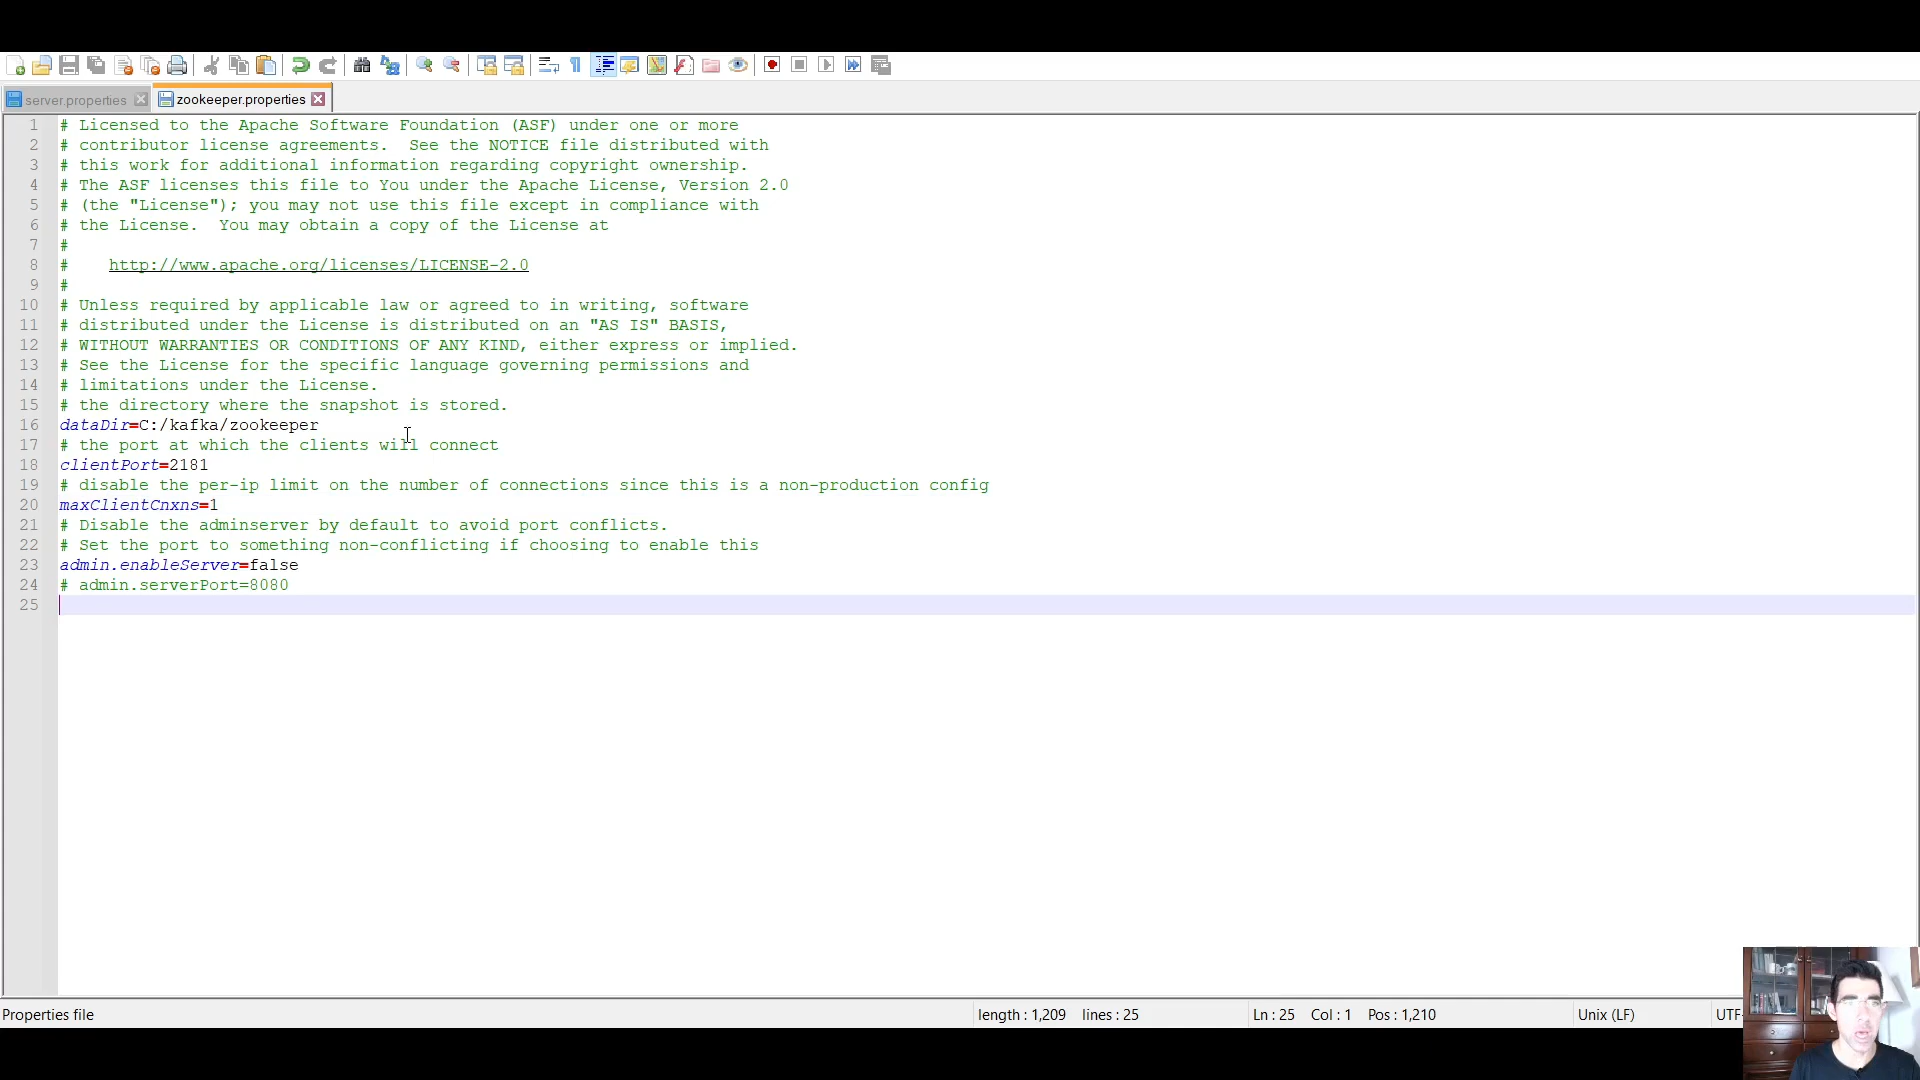 server.properties
zookeeper.properties
1 # Licensed to the Apache Software Foundation (ASF) under one or more
2 # contributor license agreements.  See the NOTICE file distributed with
3 # this work for additional information regarding copyright ownership.
4 # The ASF licenses this file to You under the Apache License, Version 2.0
5 # (the "License"); you may not use this file except in compliance with
6 # the License.  You may obtain a copy of the License at
7 #
8 #    http://www.apache.org/licenses/LICENSE-2.0
9 #
10 # Unless required by applicable law or agreed to in writing, software
11 # distributed under the License is distributed on an "AS IS" BASIS,
12 # WITHOUT WARRANTIES OR CONDITIONS OF ANY KIND, either express or implied.
13 # See the License for the specific language governing permissions and
14 # limitations under the License.
15 # the directory where the snapshot is stored.
16 dataDir=C:/kafka/zookeeper
17 # the port at which the clients will connect
18 clientPort=2181
19 # disable the per-ip limit on the number of connections since this is a non-production config
20 maxClientCnxns=1
21 # Disable the adminserver by default to avoid port conflicts.
22 # Set the port to something non-conflicting if choosing to enable this
23 admin.enableServer=false
24 # admin.serverPort=8080
25
Properties file length : 1,209 lines : 25 Ln : 25 Col : 1 Pos : 1,210 Unix (LF) UTF-